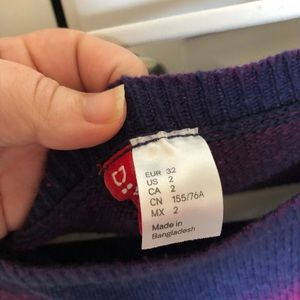 EUR 32
US 2
CA 2
CN 155/76A
MX 2
Made in
Bangladesh